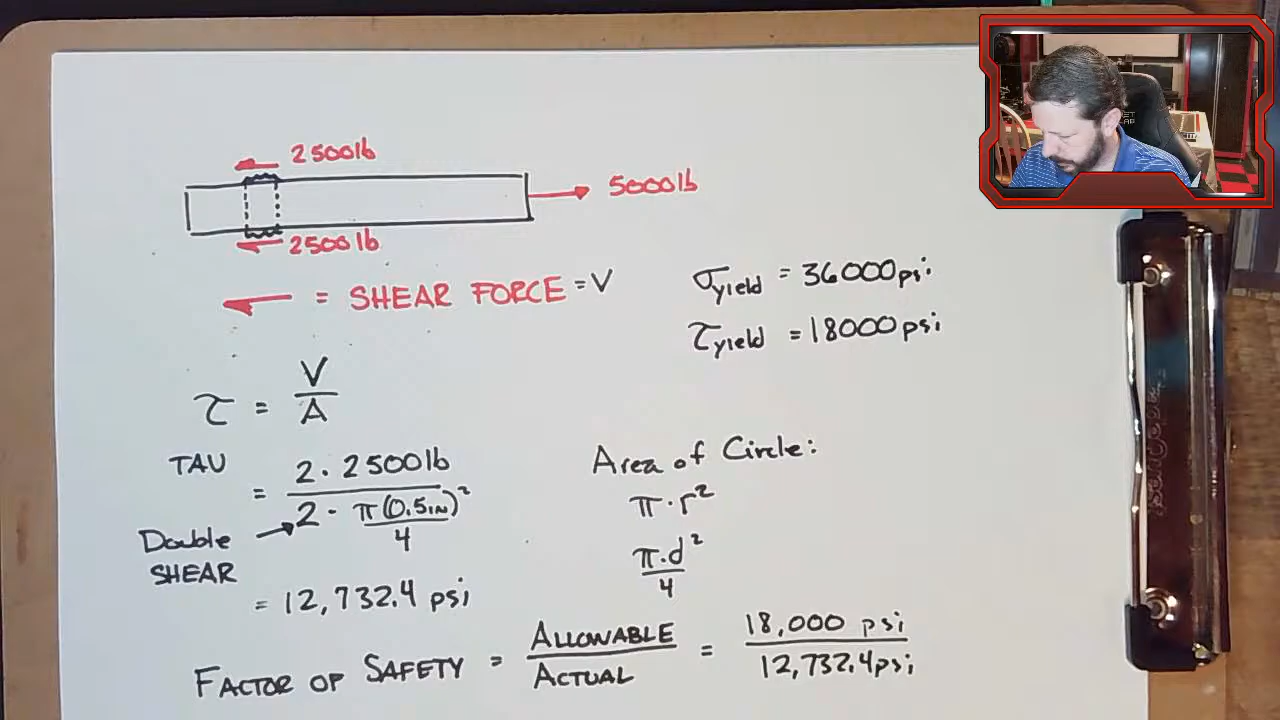 2500lb
5000lb
2500lb
= SHEAR FORCE = V
σyield = 36000psi
τyield = 18000psi
τ = V/A
TAU
= 2 · 2500lb / 2 · π(0.5IN)²/4
Double SHEAR
= 12,732.4 psi
Area of Circle:
π · r²
π · d²/4
FACTOR OF SAFETY = ALLOWABLE/ACTUAL = 18,000 psi/12,732.4psi